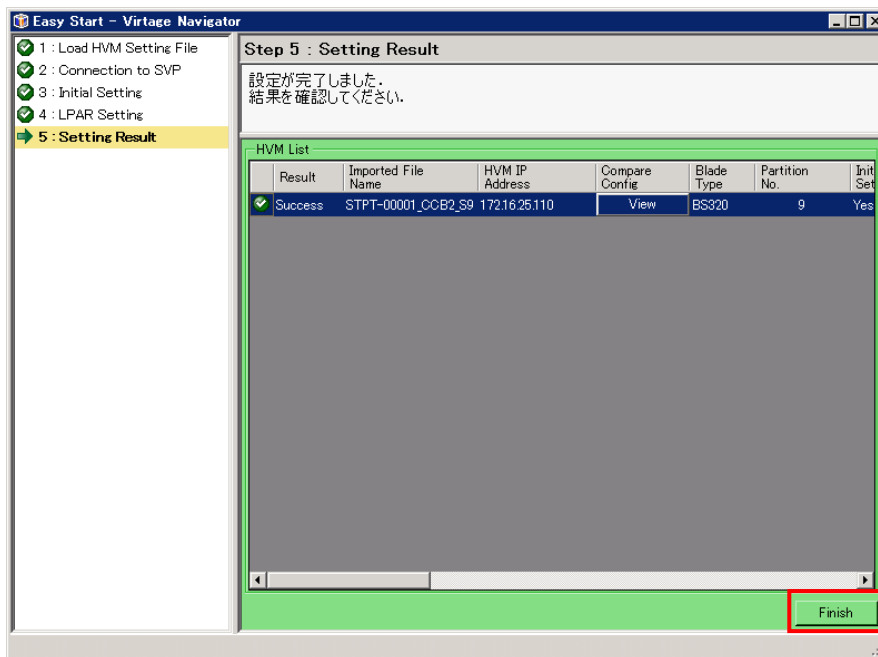 Easy Start - Virtage Navigator
1 : Load HVM Setting File
2 : Connection to SVP
3 : Initial Setting
4 : LPAR Setting
5 : Setting Result
Step 5 : Setting Result
設定が完了しました.
結果を確認してください.
HVM List
Result Imported File Name HVM IP Address Compare Config Blade Type Partition No. Init Set
Success STPT-00001_CCB2_S9 172.16.25.110 View BS320 9 Yes
Finish